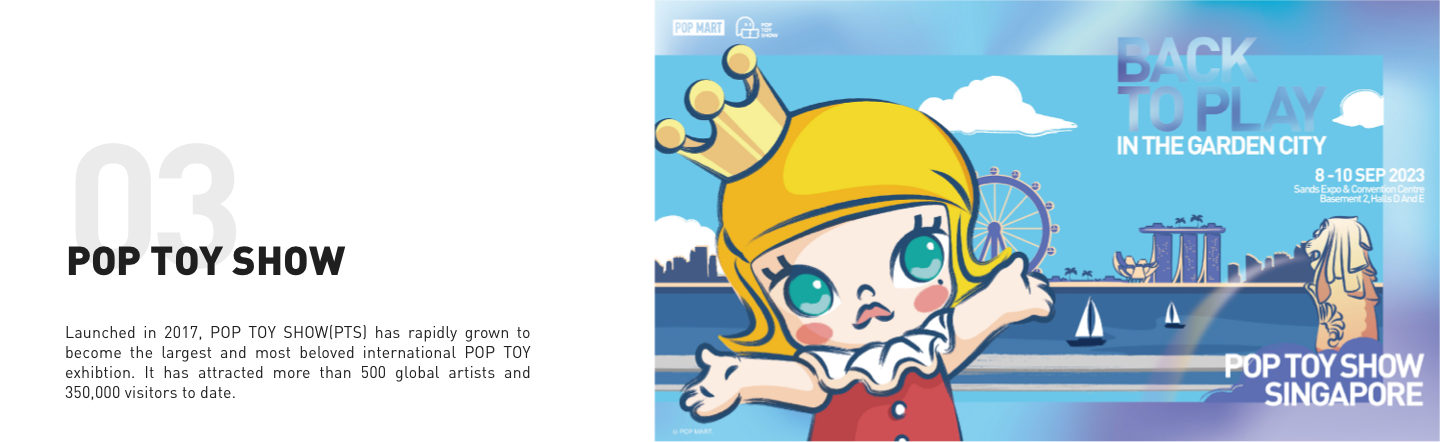 03
POP TOY SHOW
Launched in 2017, POP TOY SHOW(PTS) has rapidly grown to
become the largest and most beloved international POP TOY
exhibtion. It has attracted more than 500 global artists and
350,000 visitors to date.
POP MART
POP
TOY
SHOW
BACK
TO PLAY
IN THE GARDEN CITY
8 -10 SEP 2023
Sands Expo & Convention Centre
Basement 2, Halls D And E
POP TOY SHOW
SINGAPORE
© POP MART.